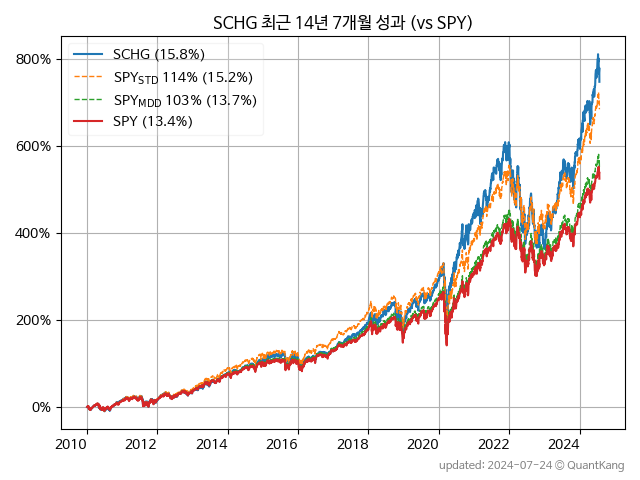 SCHG 최근 14년 7개월 성과 (vs SPY)
SCHG (15.8%)
SPY_STD 114% (15.2%)
SPY_MDD 103% (13.7%)
SPY (13.4%)
800%
600%
400%
200%
0%
2010 2012 2014 2016 2018 2020 2022 2024
updated: 2024-07-24 © QuantKang